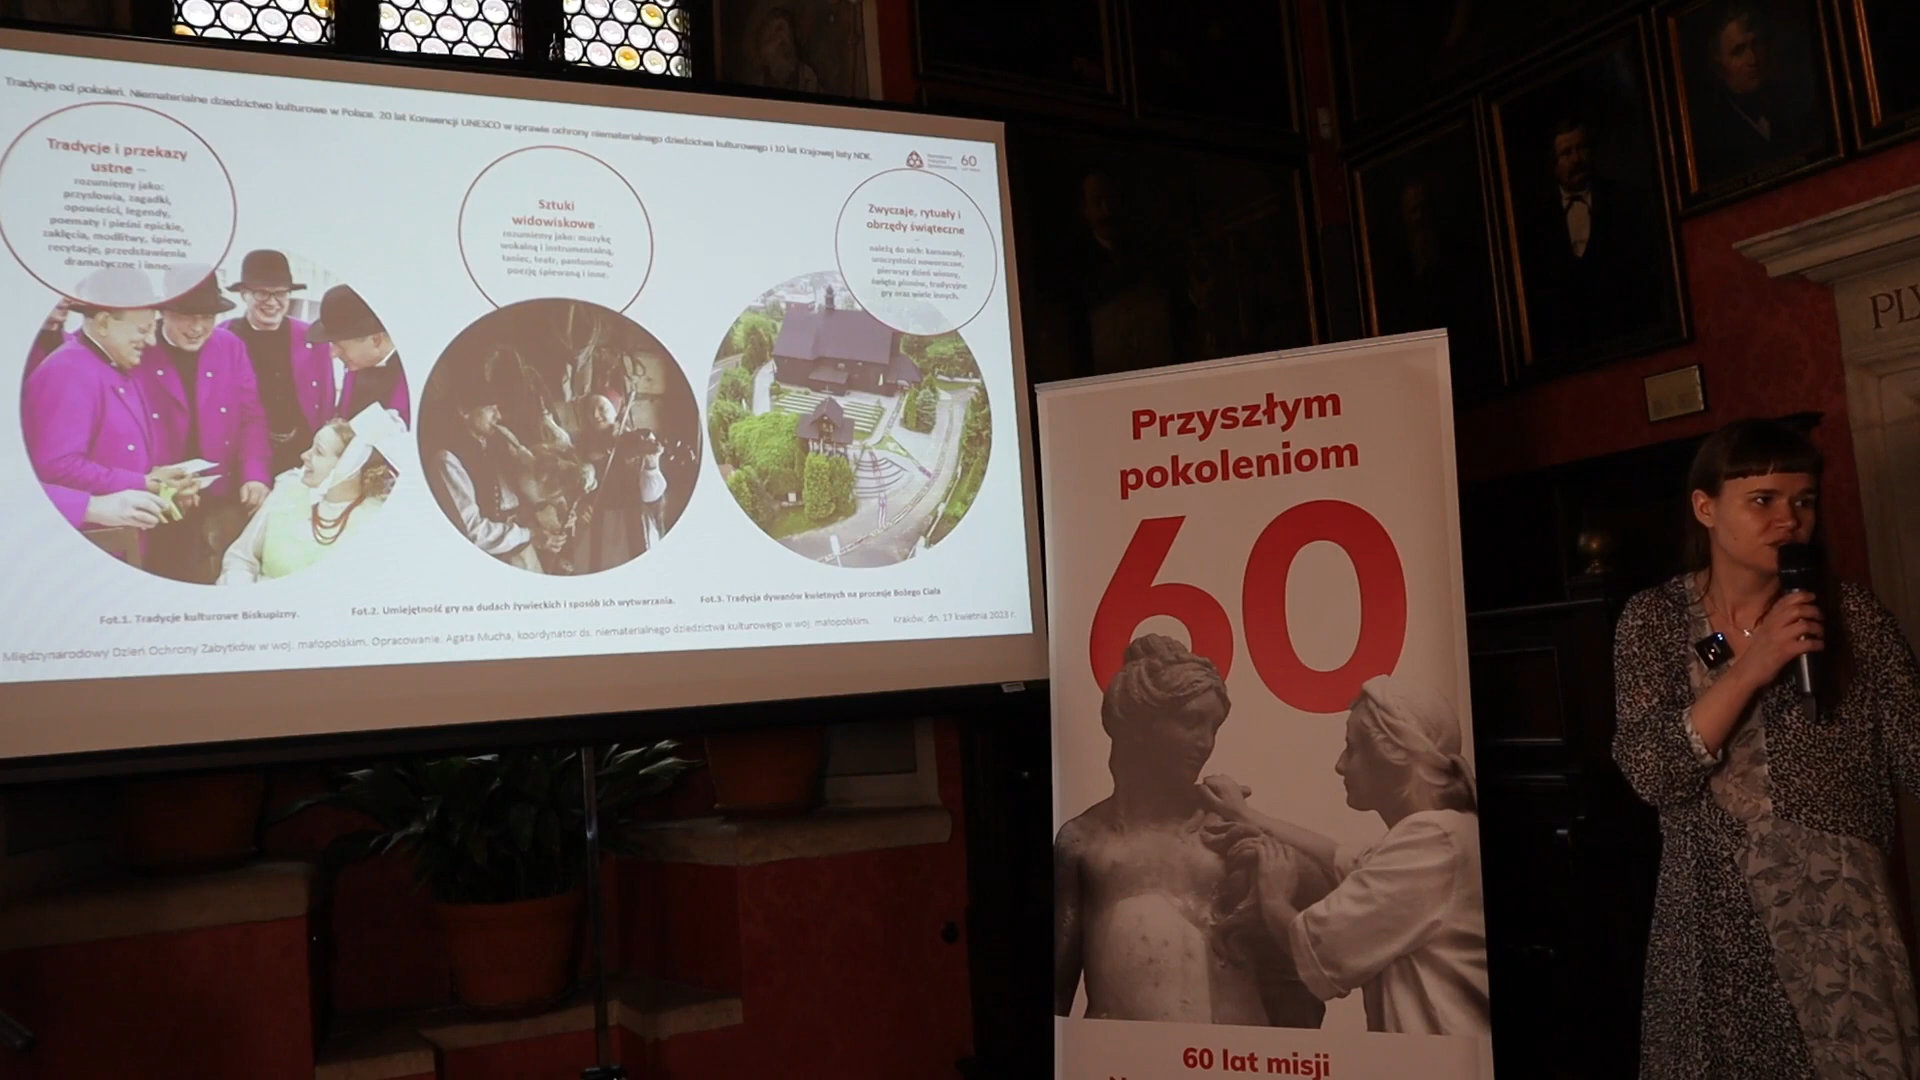 Tradycje od pokoleń. Niematerialne dziedzictwo kulturowe w Polsce. 20 lat Konwencji UNESCO w sprawie ochrony niematerialnego dziedzictwa kulturowego i 10 lat Krajowej listy NDK.
60
Tradycje i przekazy
ustne –
rozumiemy jako:
przysłowia, zagadki,
opowieści, legendy,
poematy i pieśni epickie,
zaklęcia, modlitwy, śpiewy,
recytacje, przedstawienia
dramatyczne i inne.
Sztuki
widowiskowe
rozumiemy jako: muzykę
wokalną i instrumentalną,
taniec, teatr, pantomimę,
poezję śpiewaną i inne.
Zwyczaje, rytuały i
obrzędy świąteczne
–
należą do nich: karnawały,
uroczystości noworoczne,
pierwszy dzień wiosny,
święto plonów, tradycyjne
gry oraz wiele innych.
Fot.1. Tradycje kulturowe Biskupizny.
Fot.2. Umiejętność gry na dudach żywieckich i sposób ich wytwarzania.
Fot.3. Tradycja dywanów kwietnych na procesje Bożego Ciała
Międzynarodowy Dzień Ochrony Zabytków w woj. małopolskim. Opracowanie: Agata Mucha, koordynator ds. niematerialnego dziedzictwa kulturowego w woj. małopolskim.
Kraków, dn. 17 kwietnia 2023 r.
Przyszłym
pokoleniom
60
60 lat misji
PL